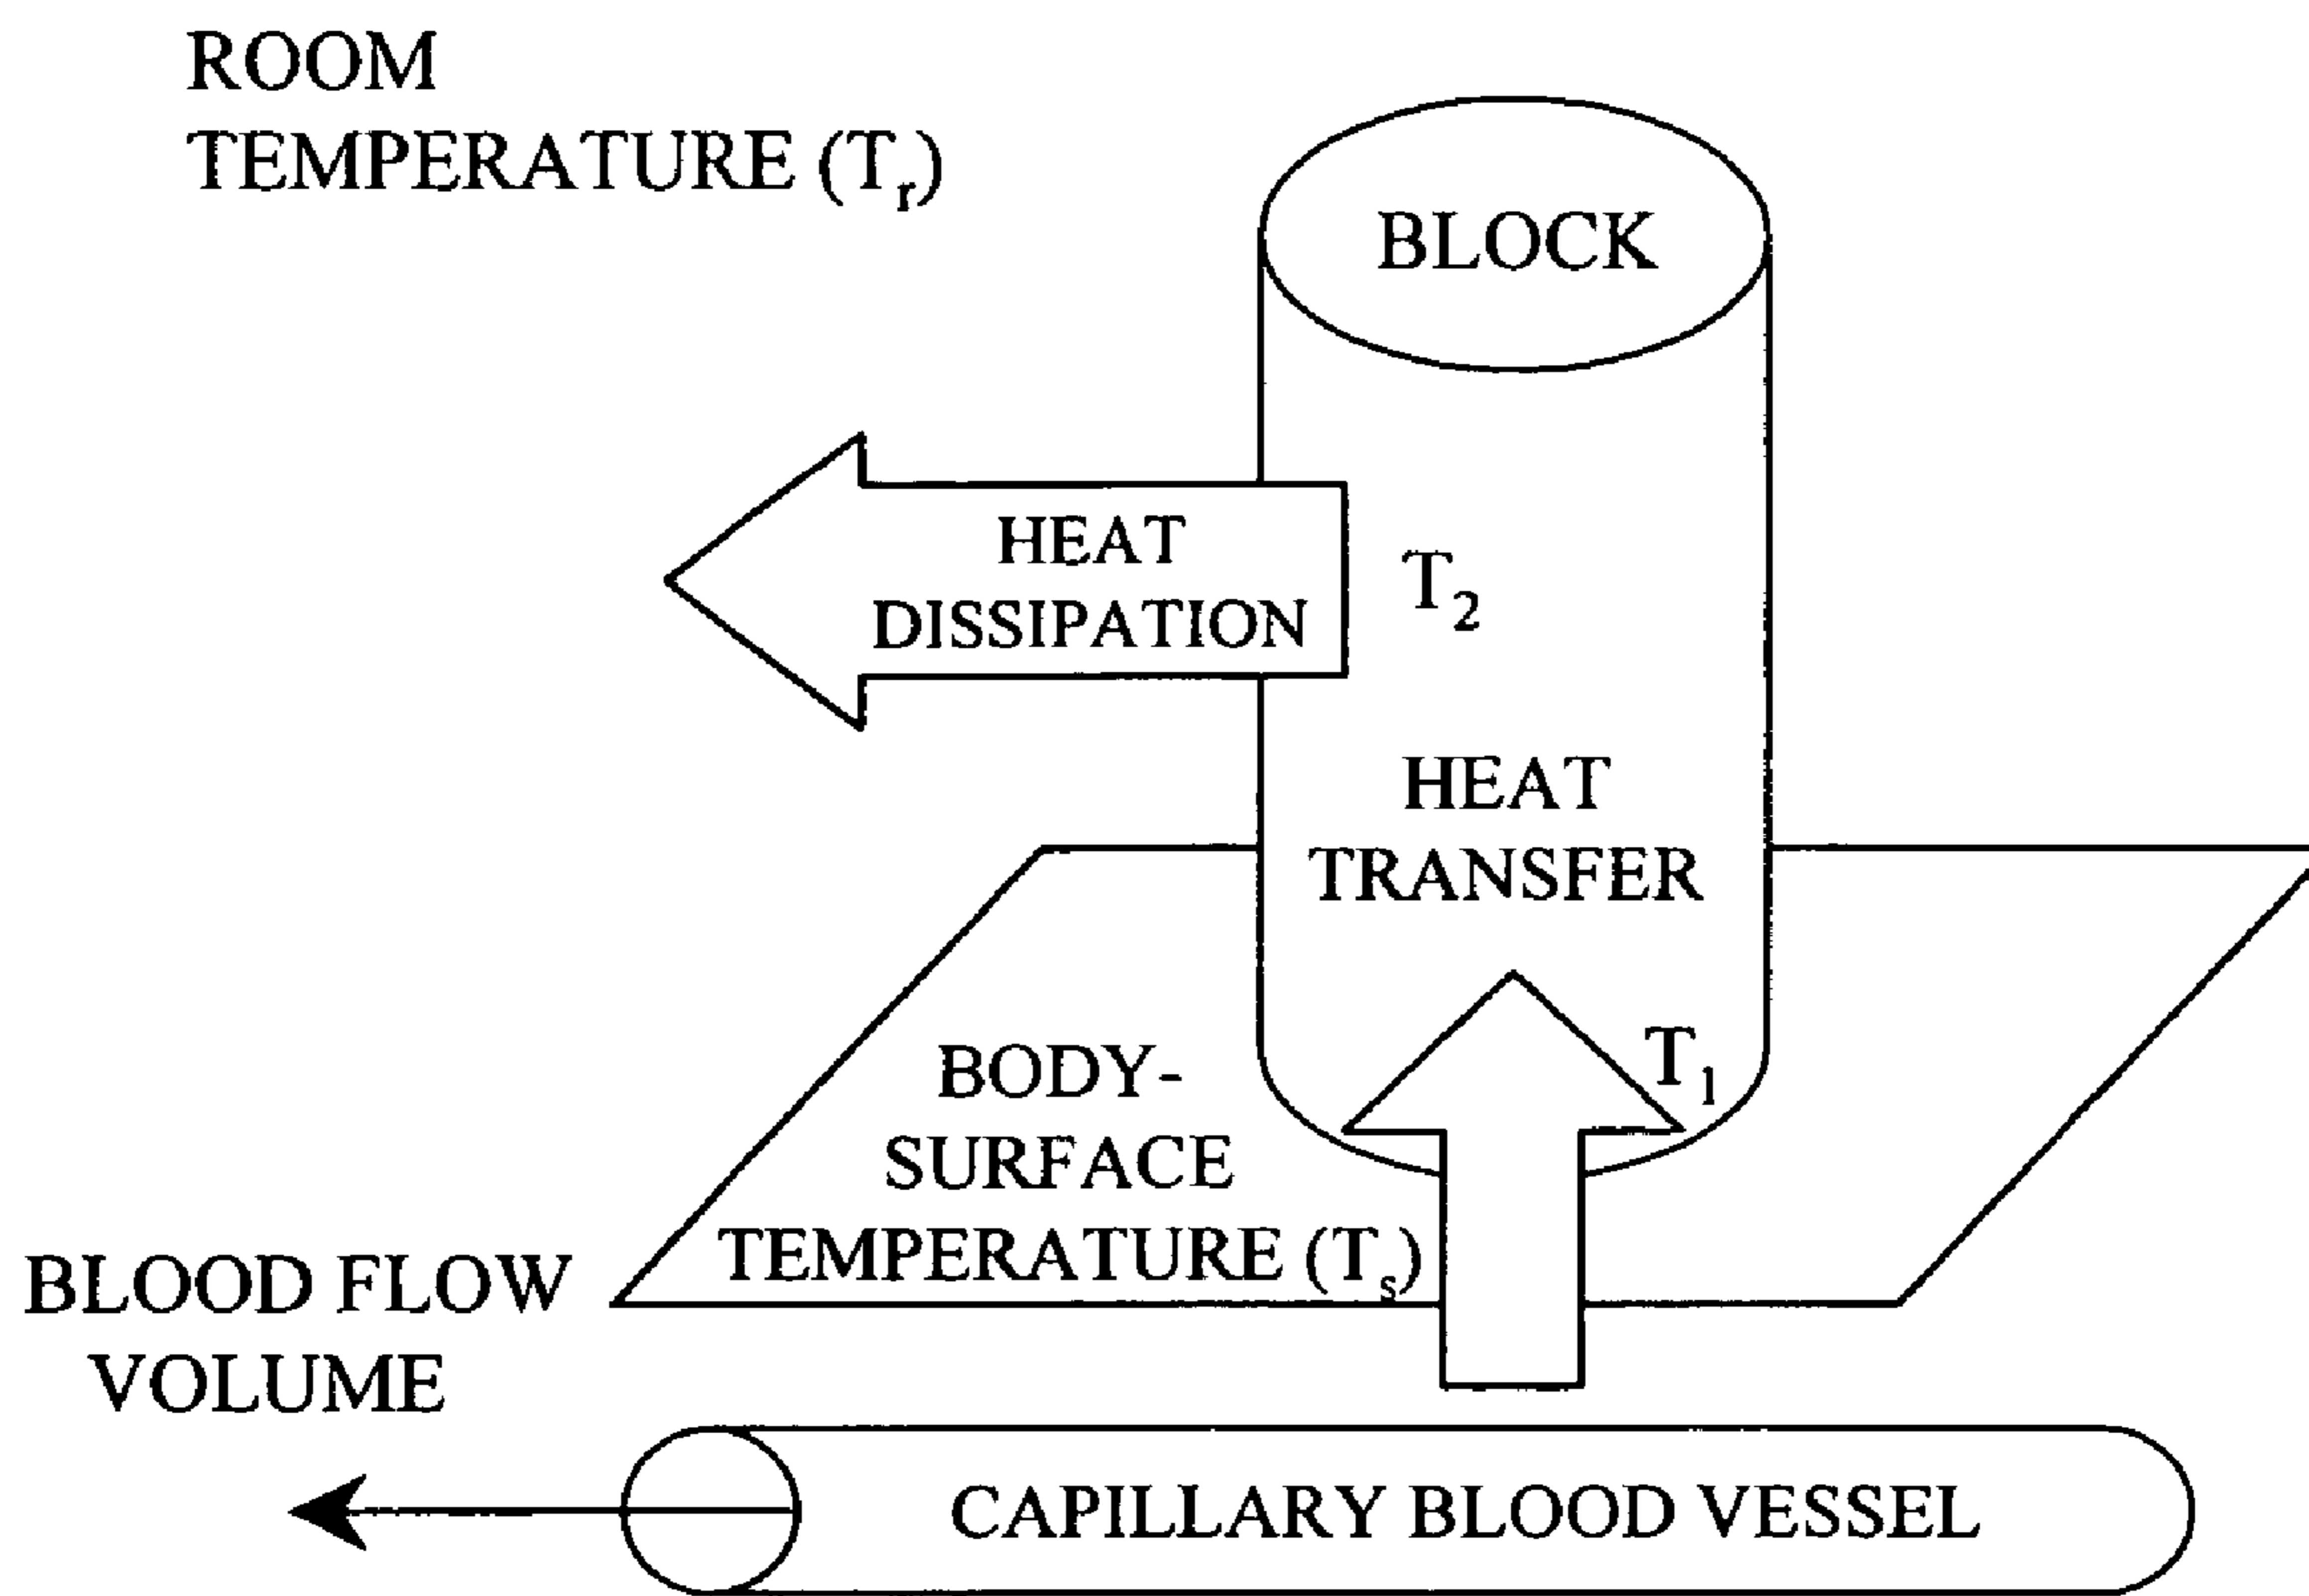 ROOM
TEMPERATURE (Tr)
BLOCK
HEAT
DISSIPATION
T2
HEAT
TRANSFER
T1
BODY-
SURFACE
TEMPERATURE (Ts)
BLOOD FLOW
VOLUME
CAPILLARY BLOOD VESSEL